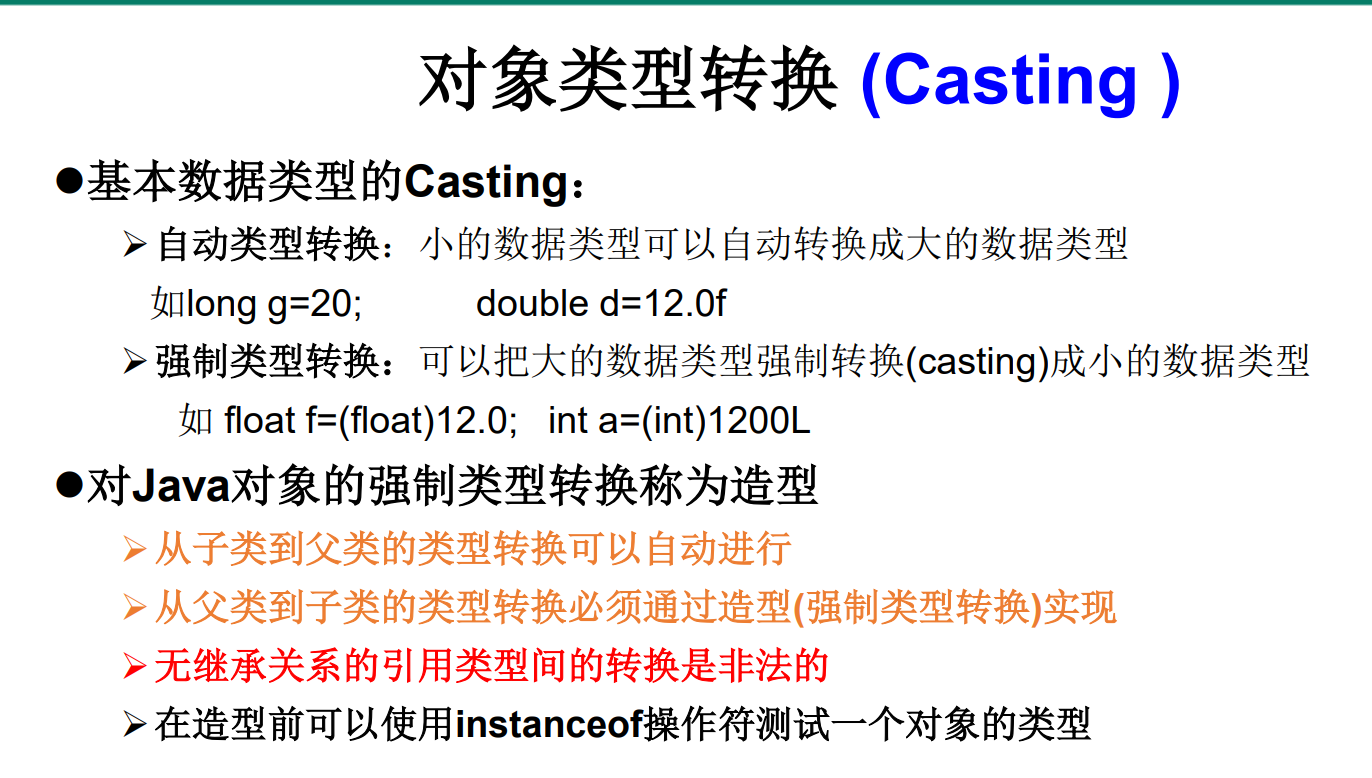 对象类型转换 (Casting )
●基本数据类型的Casting：
➢自动类型转换：小的数据类型可以自动转换成大的数据类型
如long g=20; double d=12.0f
➢强制类型转换：可以把大的数据类型强制转换(casting)成小的数据类型
如 float f=(float)12.0; int a=(int)1200L
●对Java对象的强制类型转换称为造型
➢从子类到父类的类型转换可以自动进行
➢从父类到子类的类型转换必须通过造型(强制类型转换)实现
➢无继承关系的引用类型间的转换是非法的
➢在造型前可以使用instanceof操作符测试一个对象的类型